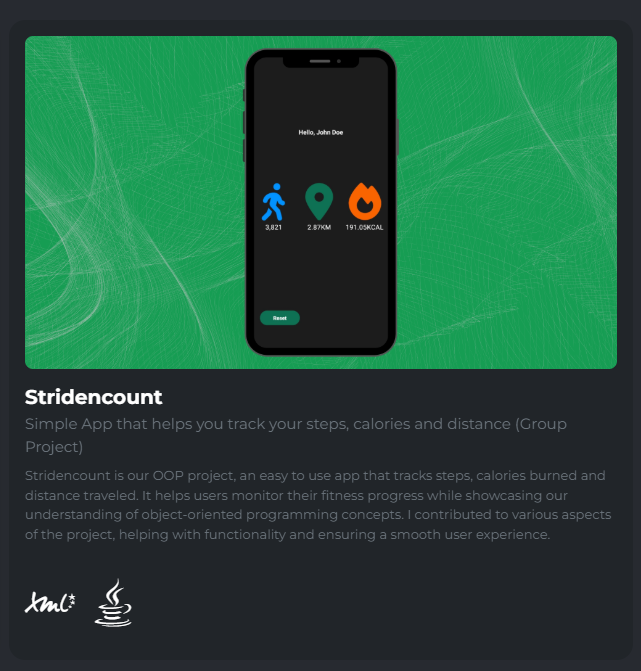 Hello, John Doe
3,821 2.87KM 191.05KCAL
Reset
Stridencount
Simple App that helps you track your steps, calories and distance (Group
Project)
Stridencount is our OOP project, an easy to use app that tracks steps, calories burned and
distance traveled. It helps users monitor their fitness progress while showcasing our
understanding of object-oriented programming concepts. I contributed to various aspects
of the project, helping with functionality and ensuring a smooth user experience.
Xml